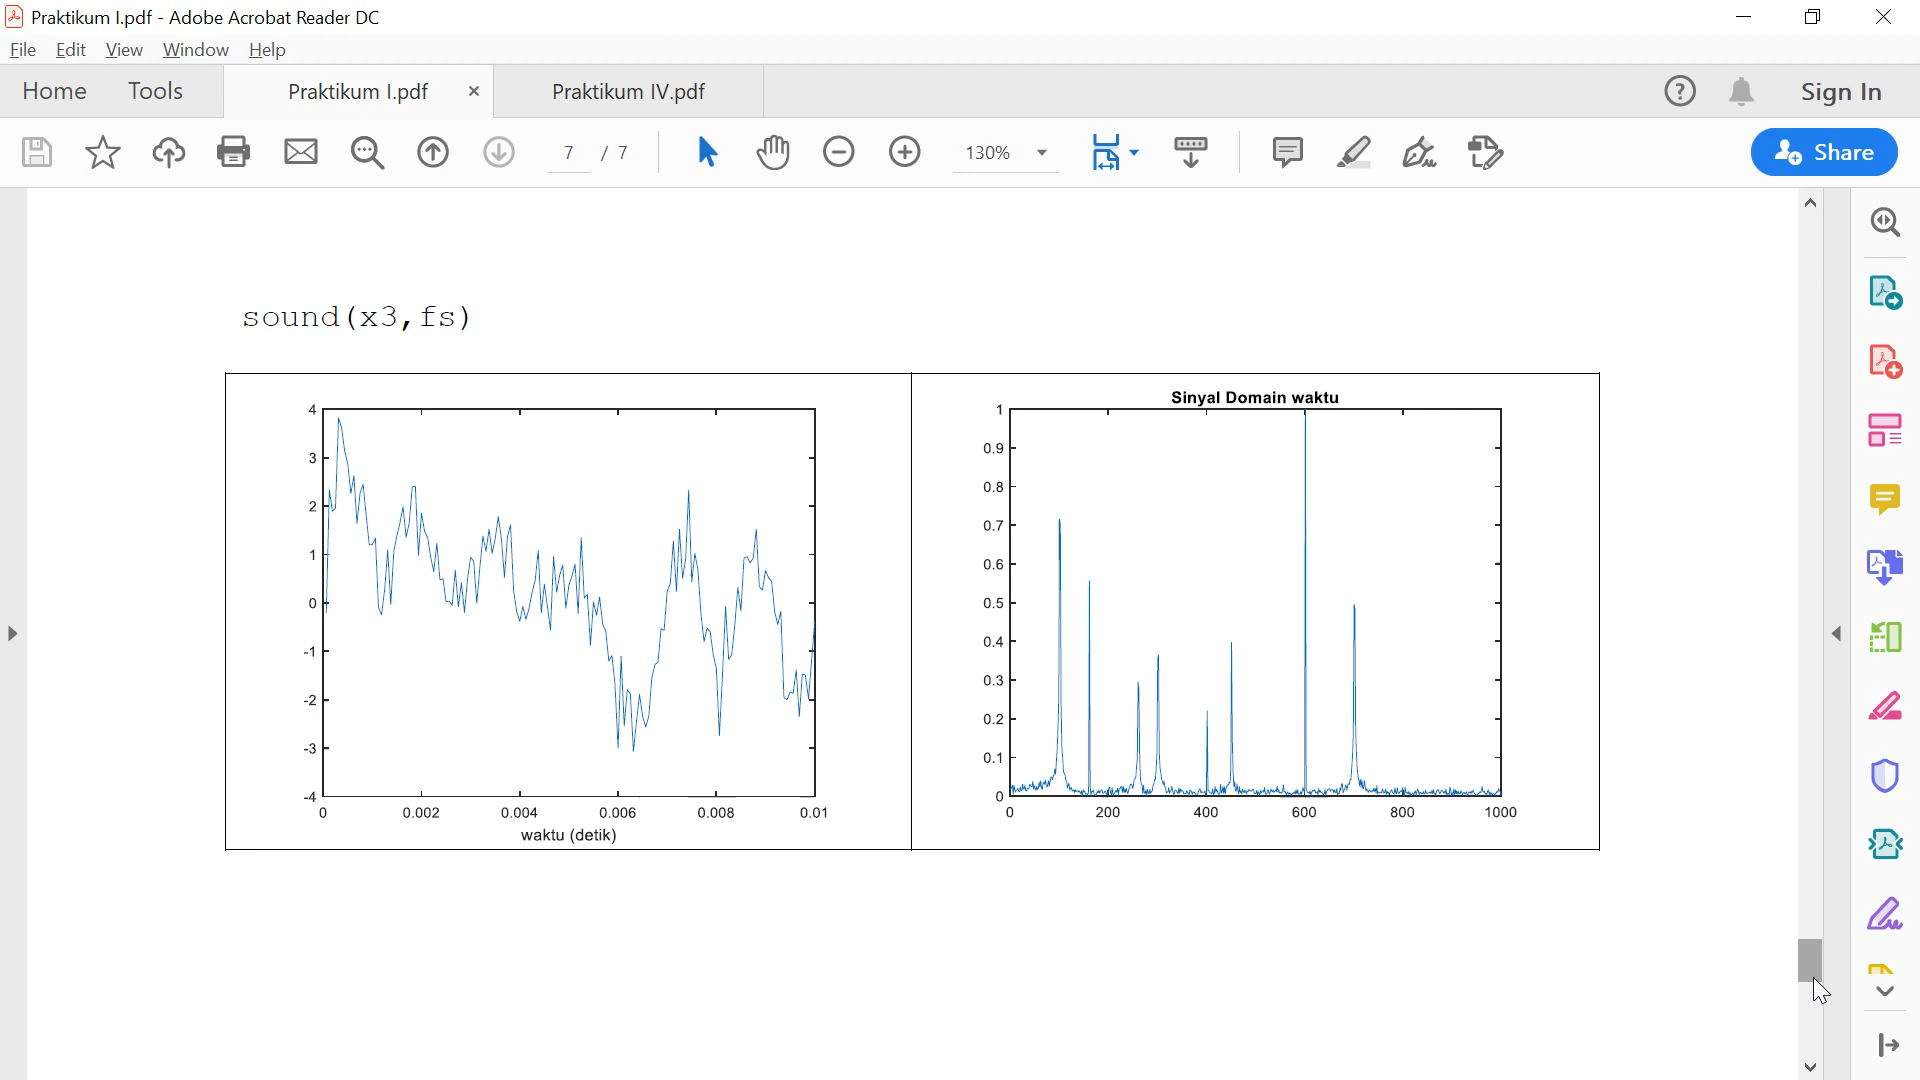 Praktikum I.pdf - Adobe Acrobat Reader DC
File Edit View Window Help
Home Tools Praktikum I.pdf × Praktikum IV.pdf ? Sign In
7 / 7 130% Share
sound(x3,fs)
4
3
2
1
0
-1
-2
-3
-4
0 0.002 0.004 0.006 0.008 0.01
waktu (detik)
Sinyal Domain waktu
1
0.9
0.8
0.7
0.6
0.5
0.4
0.3
0.2
0.1
0
0 200 400 600 800 1000